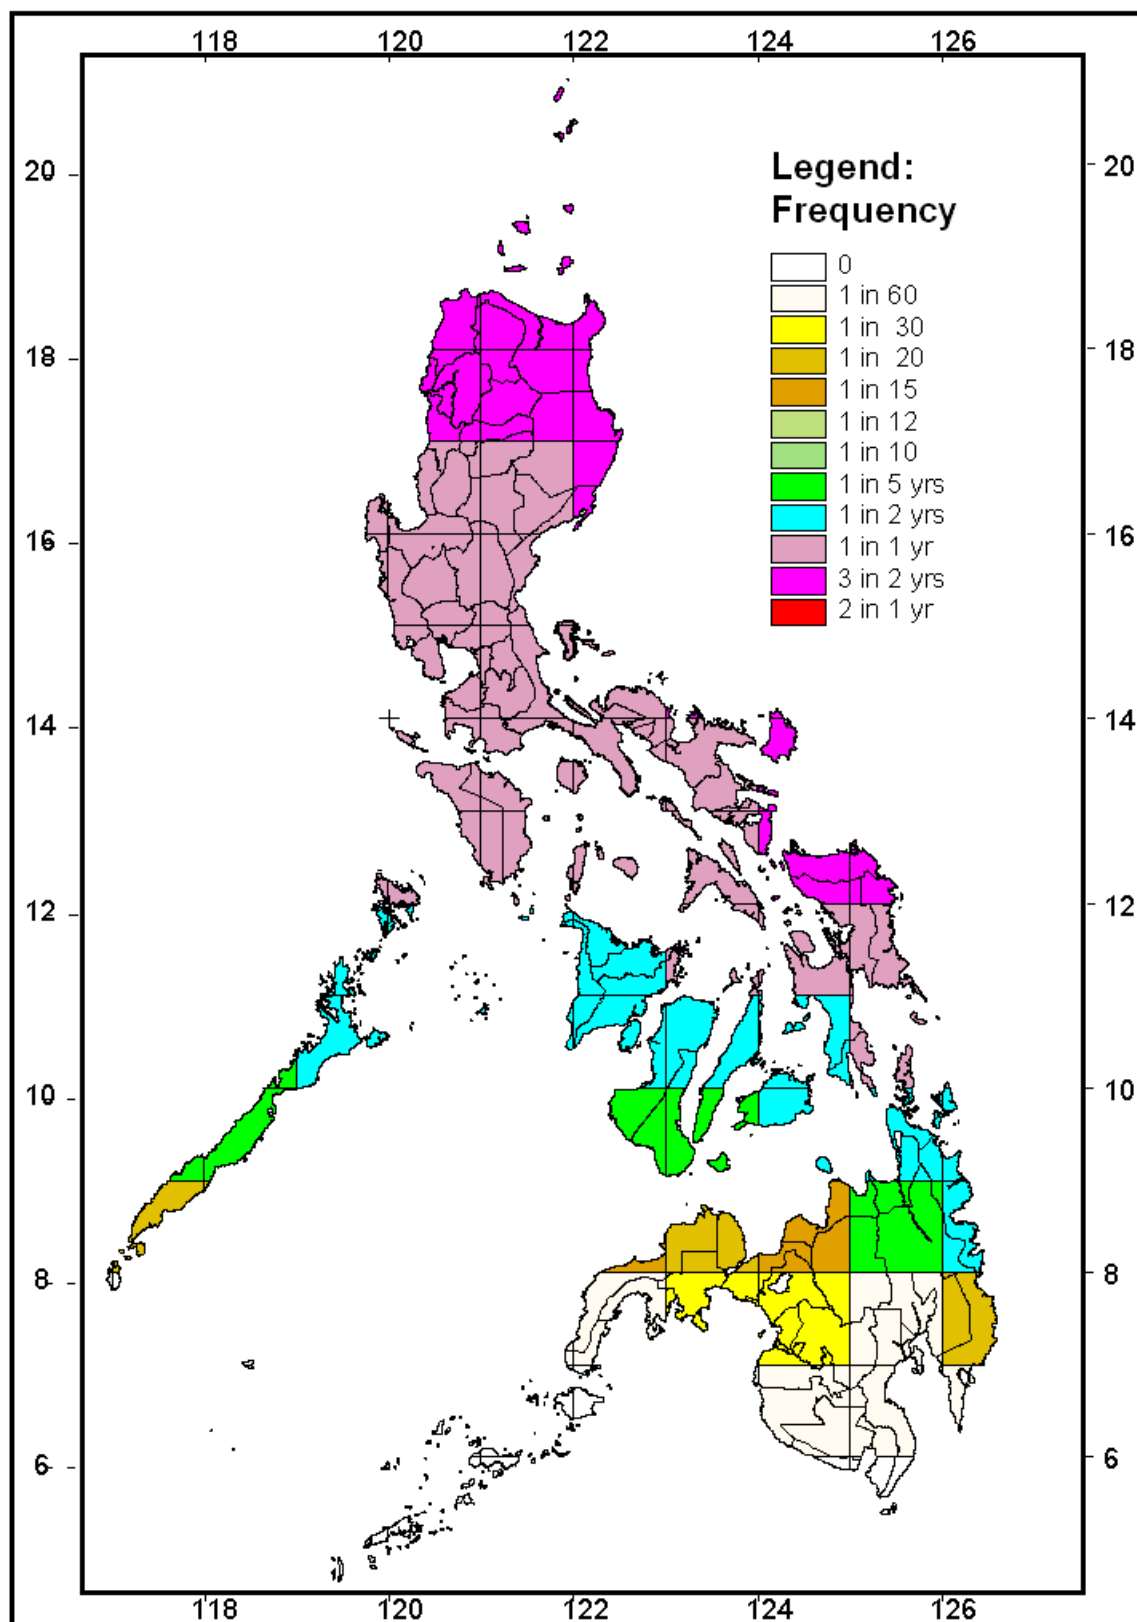 118 120 122 124 126
20 20
Legend:
Frequency
0
1 in 60
1 in 30
1 in 20
1 in 15
1 in 12
1 in 10
1 in 5 yrs
1 in 2 yrs
1 in 1 yr
3 in 2 yrs
2 in 1 yr
18 18
16 16
14 14
12 12
10 10
8 8
6 6
118 120 122 124 126